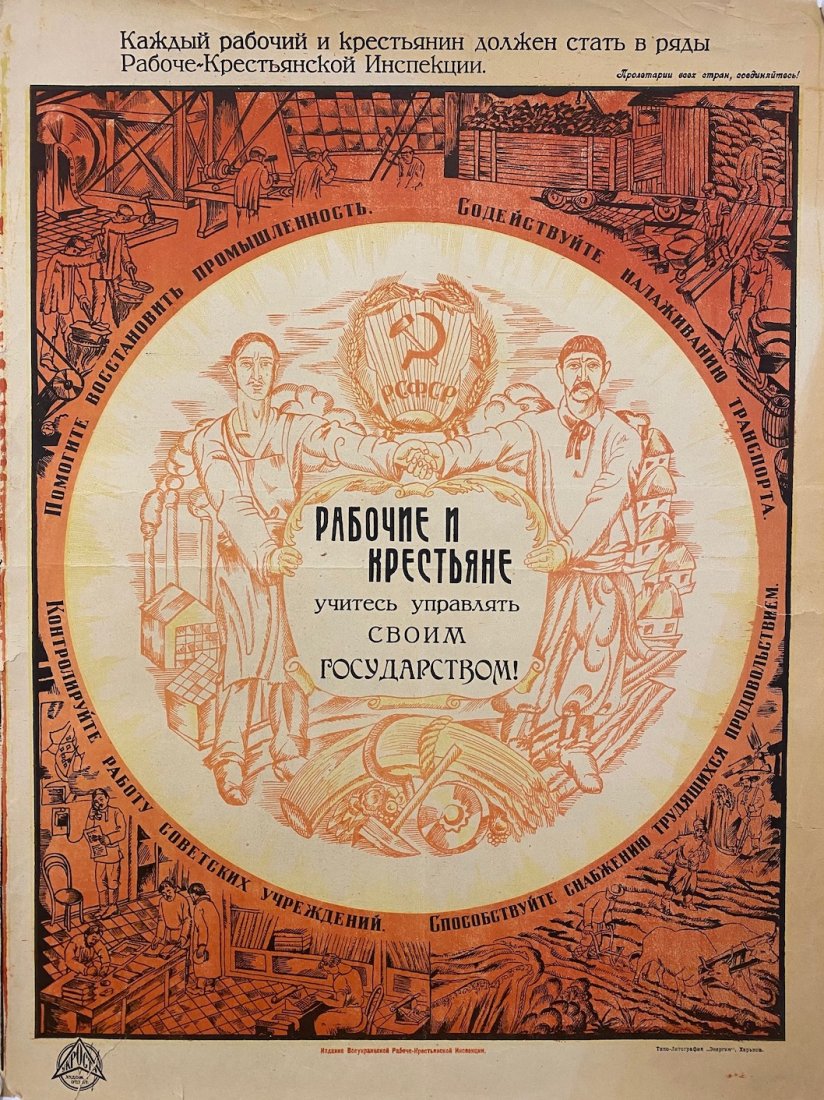 Каждый рабочий и крестьянин должен стать в ряды
Рабоче-Крестьянской Инспекции.
Пролетарии всех стран, соединяйтесь!
Помогите восстановить промышленность.
Содействуйте налаживанию транспорта.
РСФСР
Рабочие и
крестьяне
учитесь управлять
своим
государством!
Контролируйте работу советских учреждений.
Способствуйте снабжению трудящихся продовольствием.
Издание Всеукральской Рабоче-Крестьянской Инспекции.
Типо-Литография „Энергия“, Харьков.
УКРОСТА